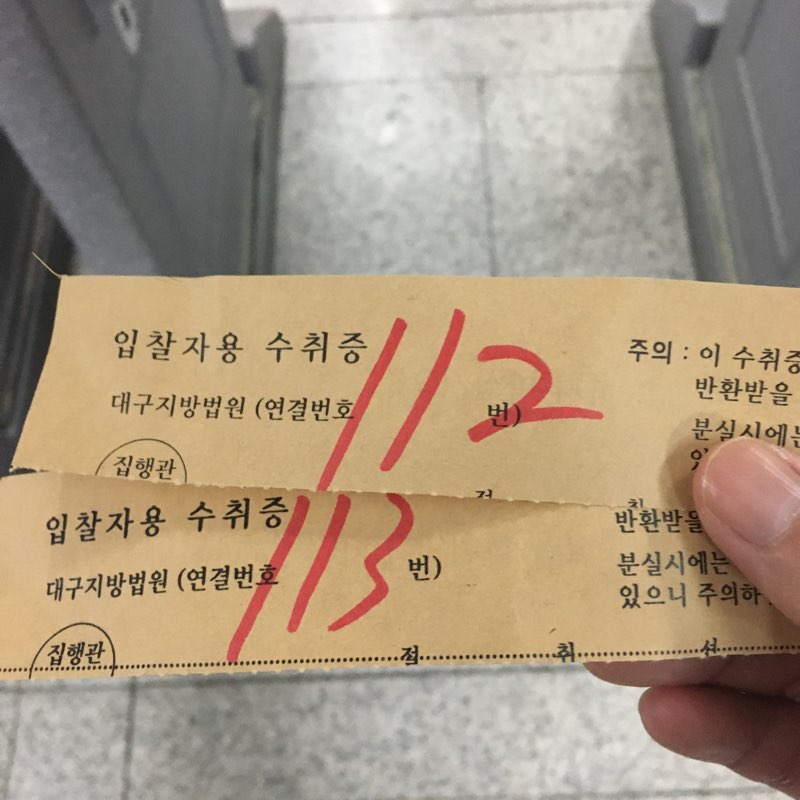 입찰자용 수취증
대구지방법원 (연결번호 112 번)
집행관
주의 : 이 수취증
반환받을
분실시에는
입찰자용 수취증
대구지방법원 (연결번호 113 번)
집행관
반환받을
분실시에는
있으니 주의하
접 취 선